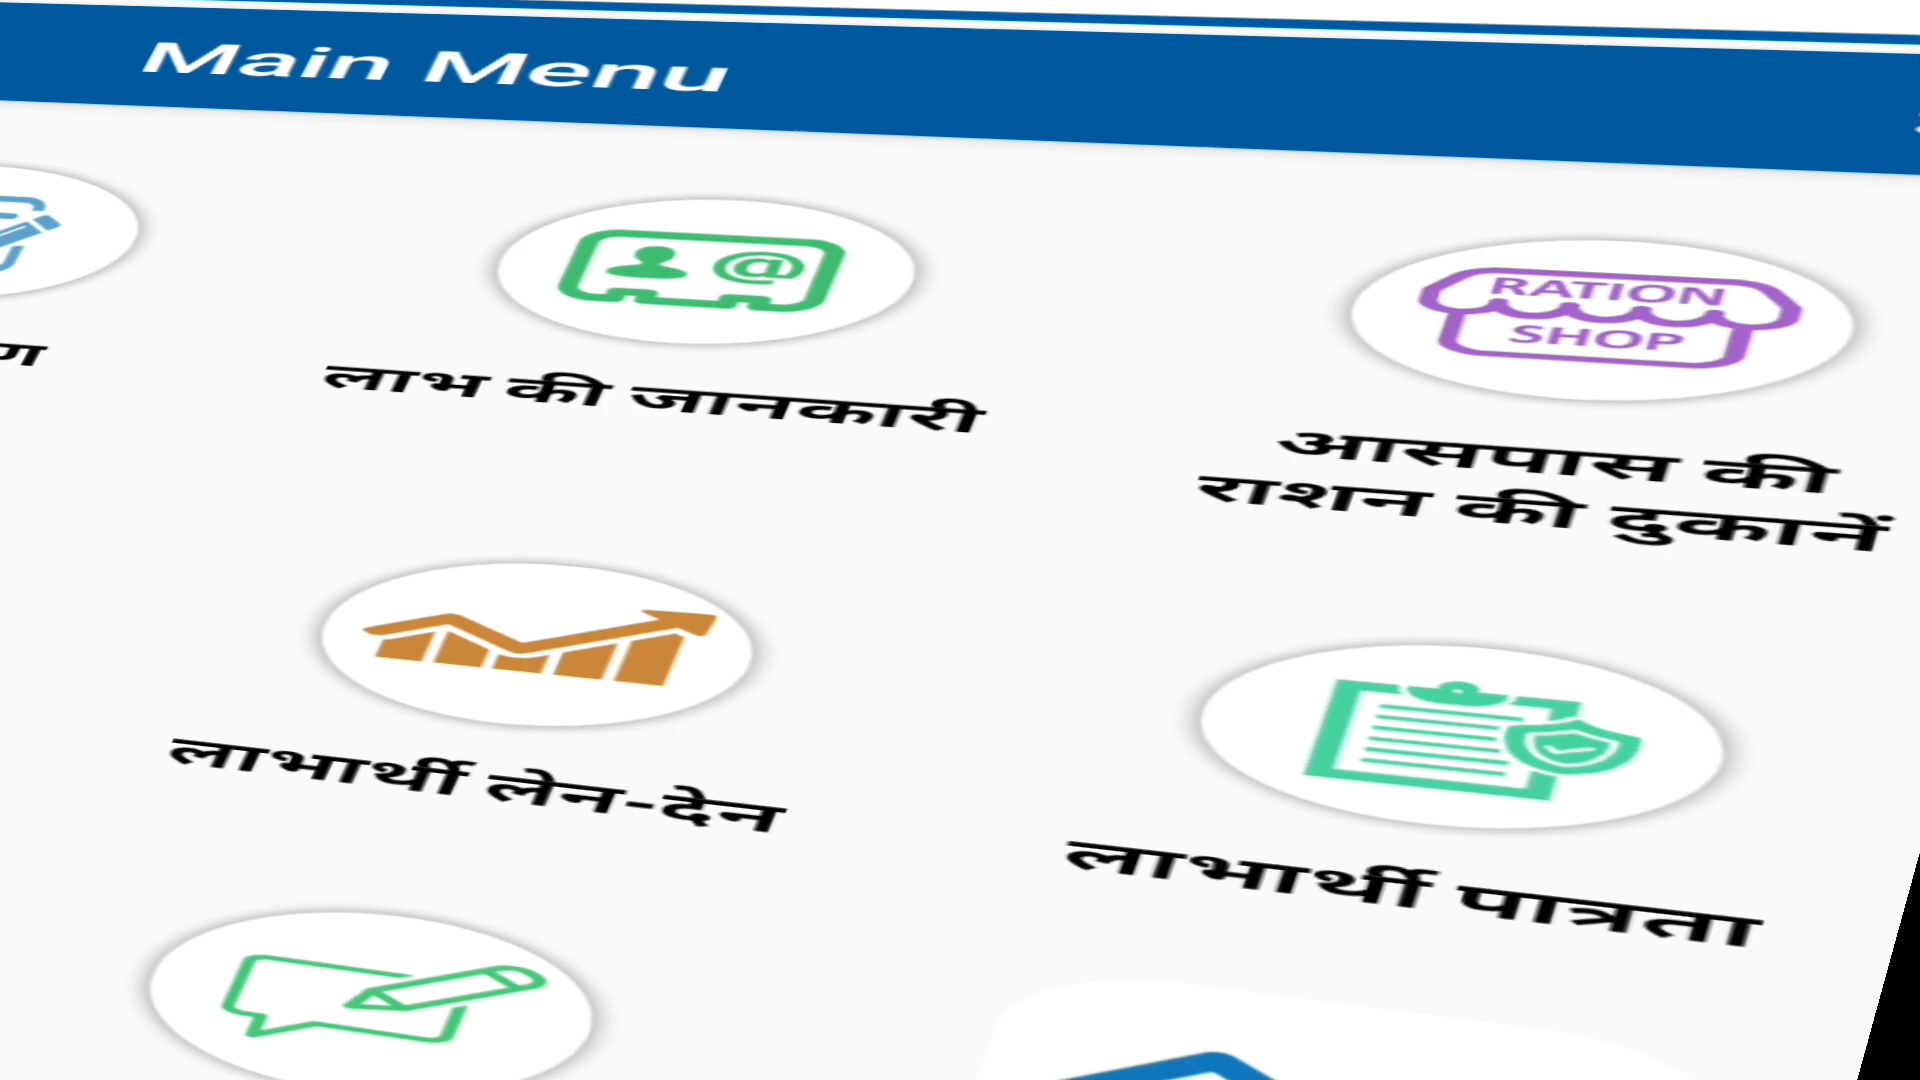 Main Menu
RATION
SHOP
लाभ की जानकारी
आसपास की
राशन की दुकानें
लाभार्थी लेन-देन
लाभार्थी पात्रता